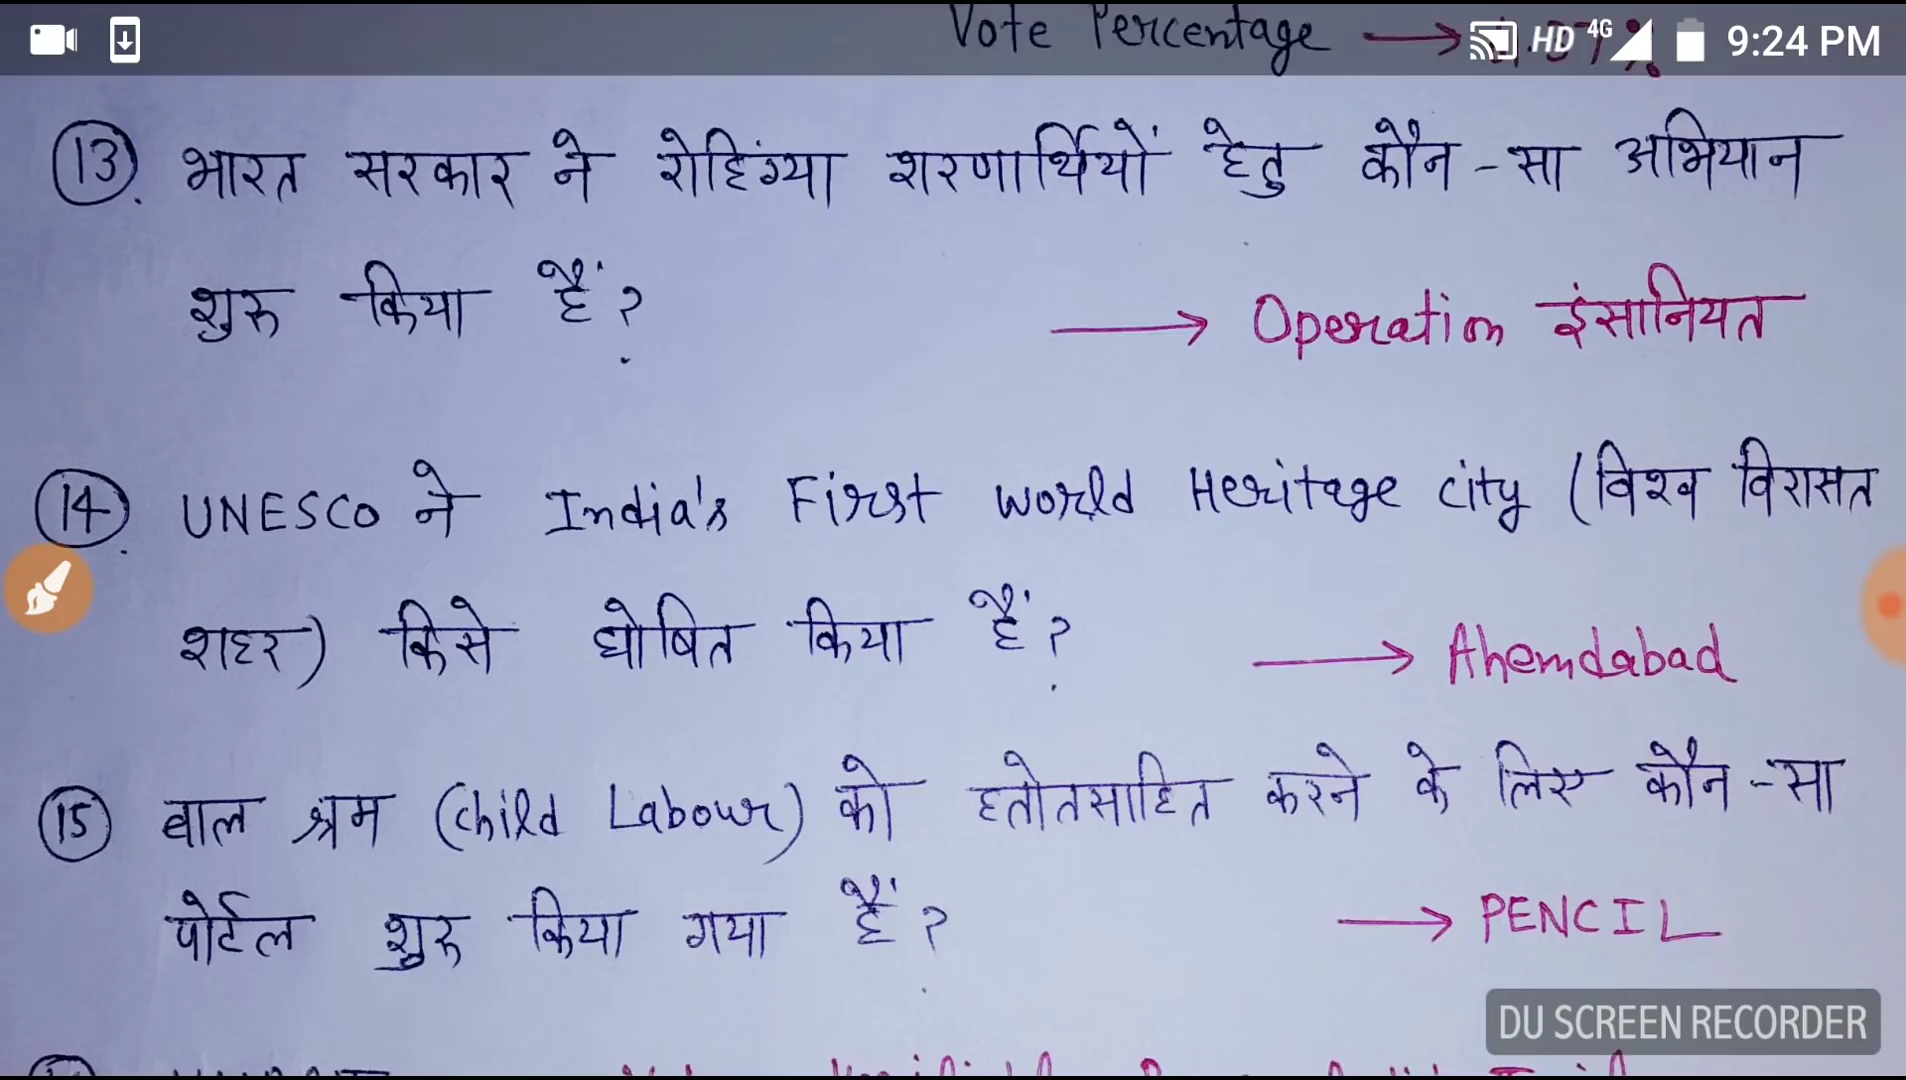 Vote Percentage →
HD 4G 9:24 PM
13. भारत सरकार ने रोहिंग्या शरणार्थियों हेतु कौन-सा अभियान
शुरु किया हैं?
→ Operation इंसानियत
14. UNESCO ने India's First World Heritage city (विश्व विरासत
शहर) किसे घोषित किया हैं?
→ Ahemdabad
15 बाल श्रम (Child Labour) को हतोत्साहित करने के लिए कौन-सा
पोर्टल शुरु किया गया हैं?
→ PENCIL
DU SCREEN RECORDER